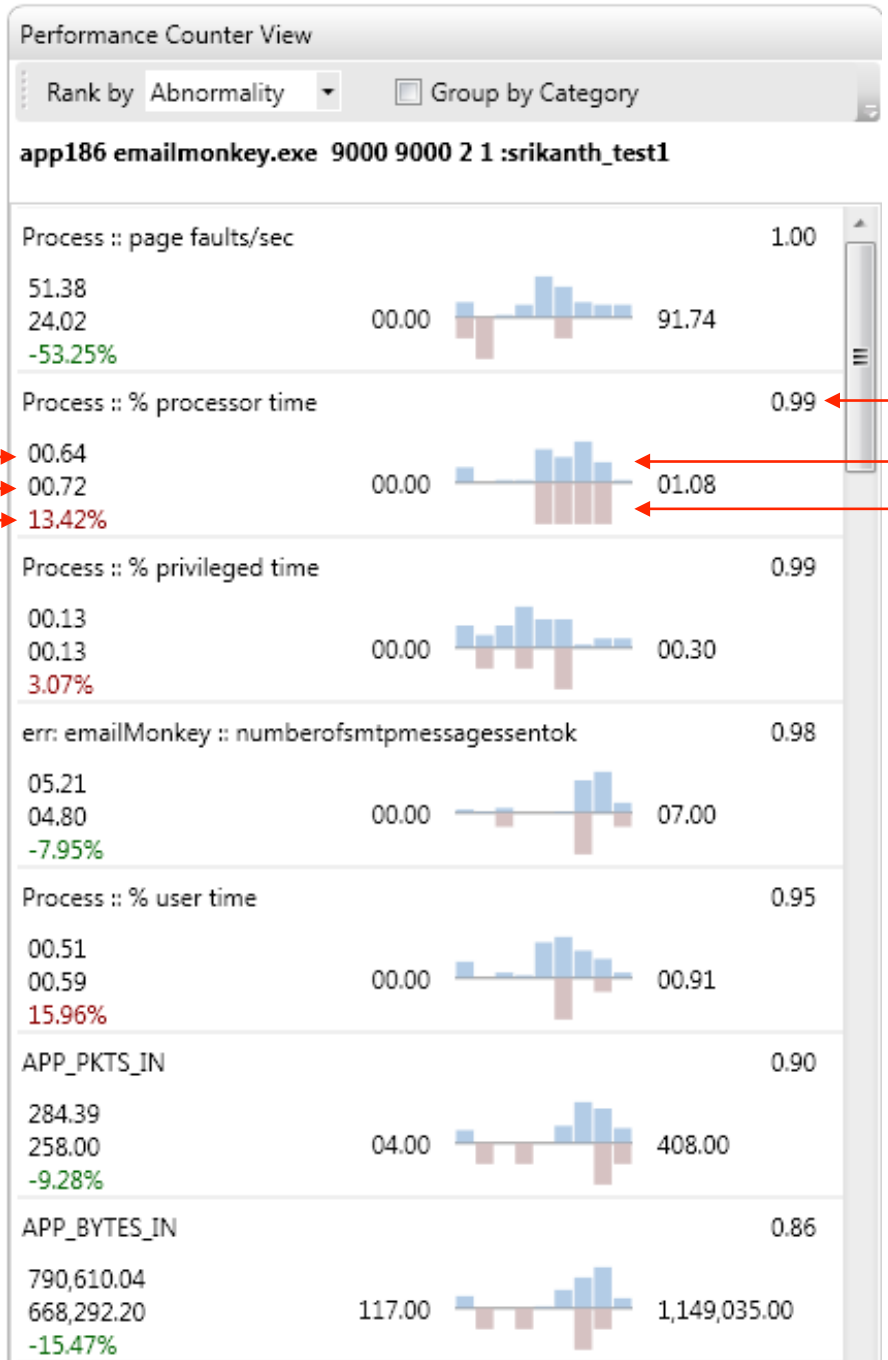 Performance Counter View
Rank by Abnormality Group by Category
app186 emailmonkey.exe 9000 9000 2 1 :srikanth_test1
Process :: page faults/sec 1.00
51.38
24.02 00.00 91.74
-53.25%
Process :: % processor time 0.99
00.64
00.72 00.00 01.08
13.42%
Process :: % privileged time 0.99
00.13
00.13 00.00 00.30
3.07%
err: emailMonkey :: numberofsmtpmessagessentok 0.98
05.21
04.80 00.00 07.00
-7.95%
Process :: % user time 0.95
00.51
00.59 00.00 00.91
15.96%
APP_PKTS_IN 0.90
284.39
258.00 04.00 408.00
-9.28%
APP_BYTES_IN 0.86
790,610.04
668,292.20 117.00 1,149,035.00
-15.47%